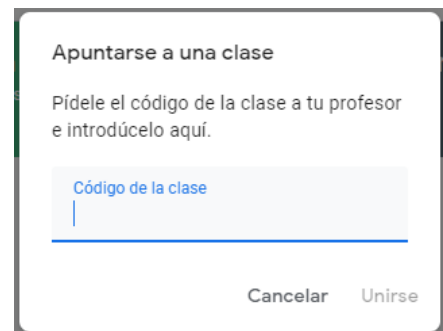 Apuntarse a una clase
Pídele el código de la clase a tu profesor
e introdúcelo aquí.
Código de la clase
Cancelar Unirse